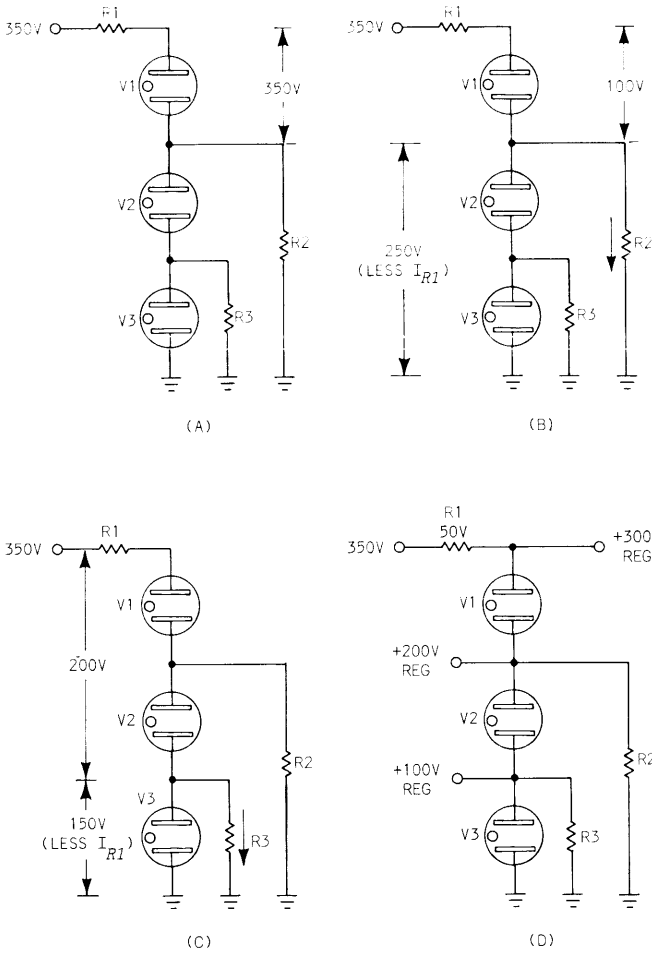 R1
350V
V1
350V
V2
R2
V3
R3
(A)
R1
350V
V1
100V
V2
250V
(LESS I_R1)
R2
V3
R3
(B)
R1
350V
V1
200V
V2
R2
V3
150V
(LESS I_R1)
R3
(C)
R1
50V
350V
+300
REG
V1
+200V
REG
V2
R2
+100V
REG
V3
R3
(D)